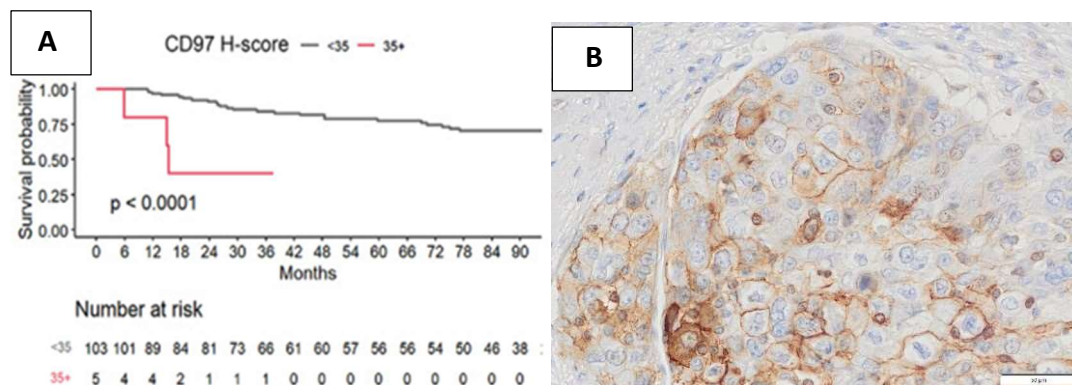 A
CD97 H-score <35 35+
1.00
0.75
0.50
0.25
0.00
Survival probability
p < 0.0001
0 6 12 18 24 30 36 42 48 54 60 66 72 78 84 90
Months
Number at risk
<35 103 101 89 84 81 73 66 61 60 57 56 56 54 50 46 38
35+ 5 4 4 2 1 1 1 0 0 0 0 0 0 0 0 0
B